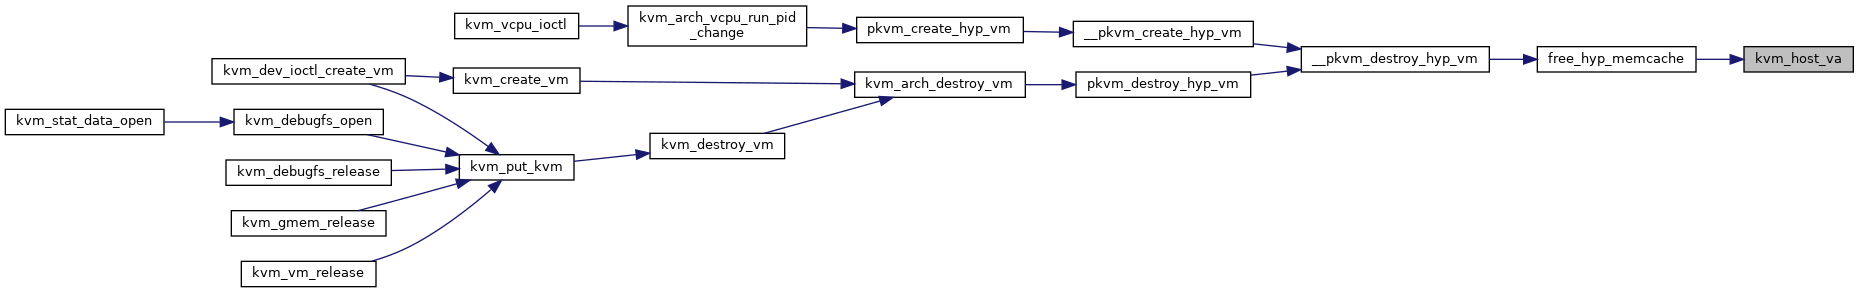 kvm_vcpu_ioctl
kvm_arch_vcpu_run_pid
_change
pkvm_create_hyp_vm
__pkvm_create_hyp_vm
kvm_dev_ioctl_create_vm
kvm_create_vm
kvm_arch_destroy_vm
pkvm_destroy_hyp_vm
__pkvm_destroy_hyp_vm
free_hyp_memcache
kvm_host_va
kvm_stat_data_open
kvm_debugfs_open
kvm_destroy_vm
kvm_debugfs_release
kvm_put_kvm
kvm_gmem_release
kvm_vm_release